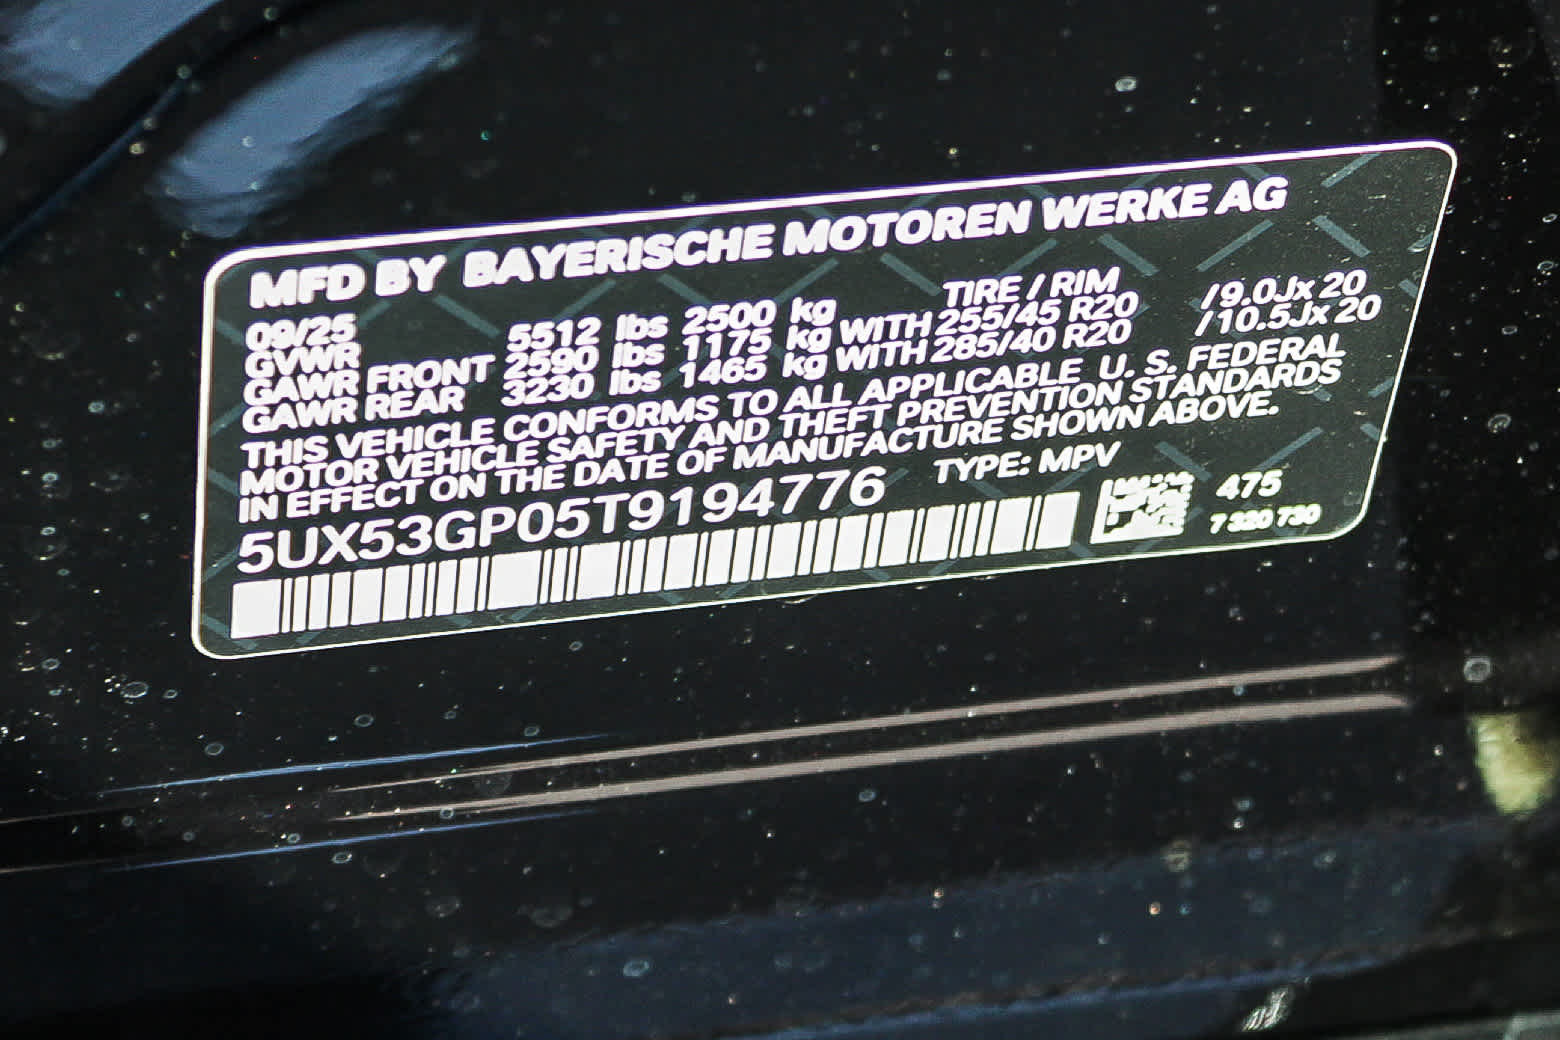 MFD BY BAYERISCHE MOTOREN WERKE AG
09/25 TIRE / RIM
GVWR 5512 lbs 2500 kg
GAWR FRONT 2590 lbs 1175 kg WITH 255/45 R20 /9.0Jx20
GAWR REAR 3230 lbs 1465 kg WITH 285/40 R20 /10.5Jx20
THIS VEHICLE CONFORMS TO ALL APPLICABLE U. S. FEDERAL
MOTOR VEHICLE SAFETY AND THEFT PREVENTION STANDARDS
IN EFFECT ON THE DATE OF MANUFACTURE SHOWN ABOVE.
5UX53GP05T9194776 TYPE: MPV
475
7 320 730